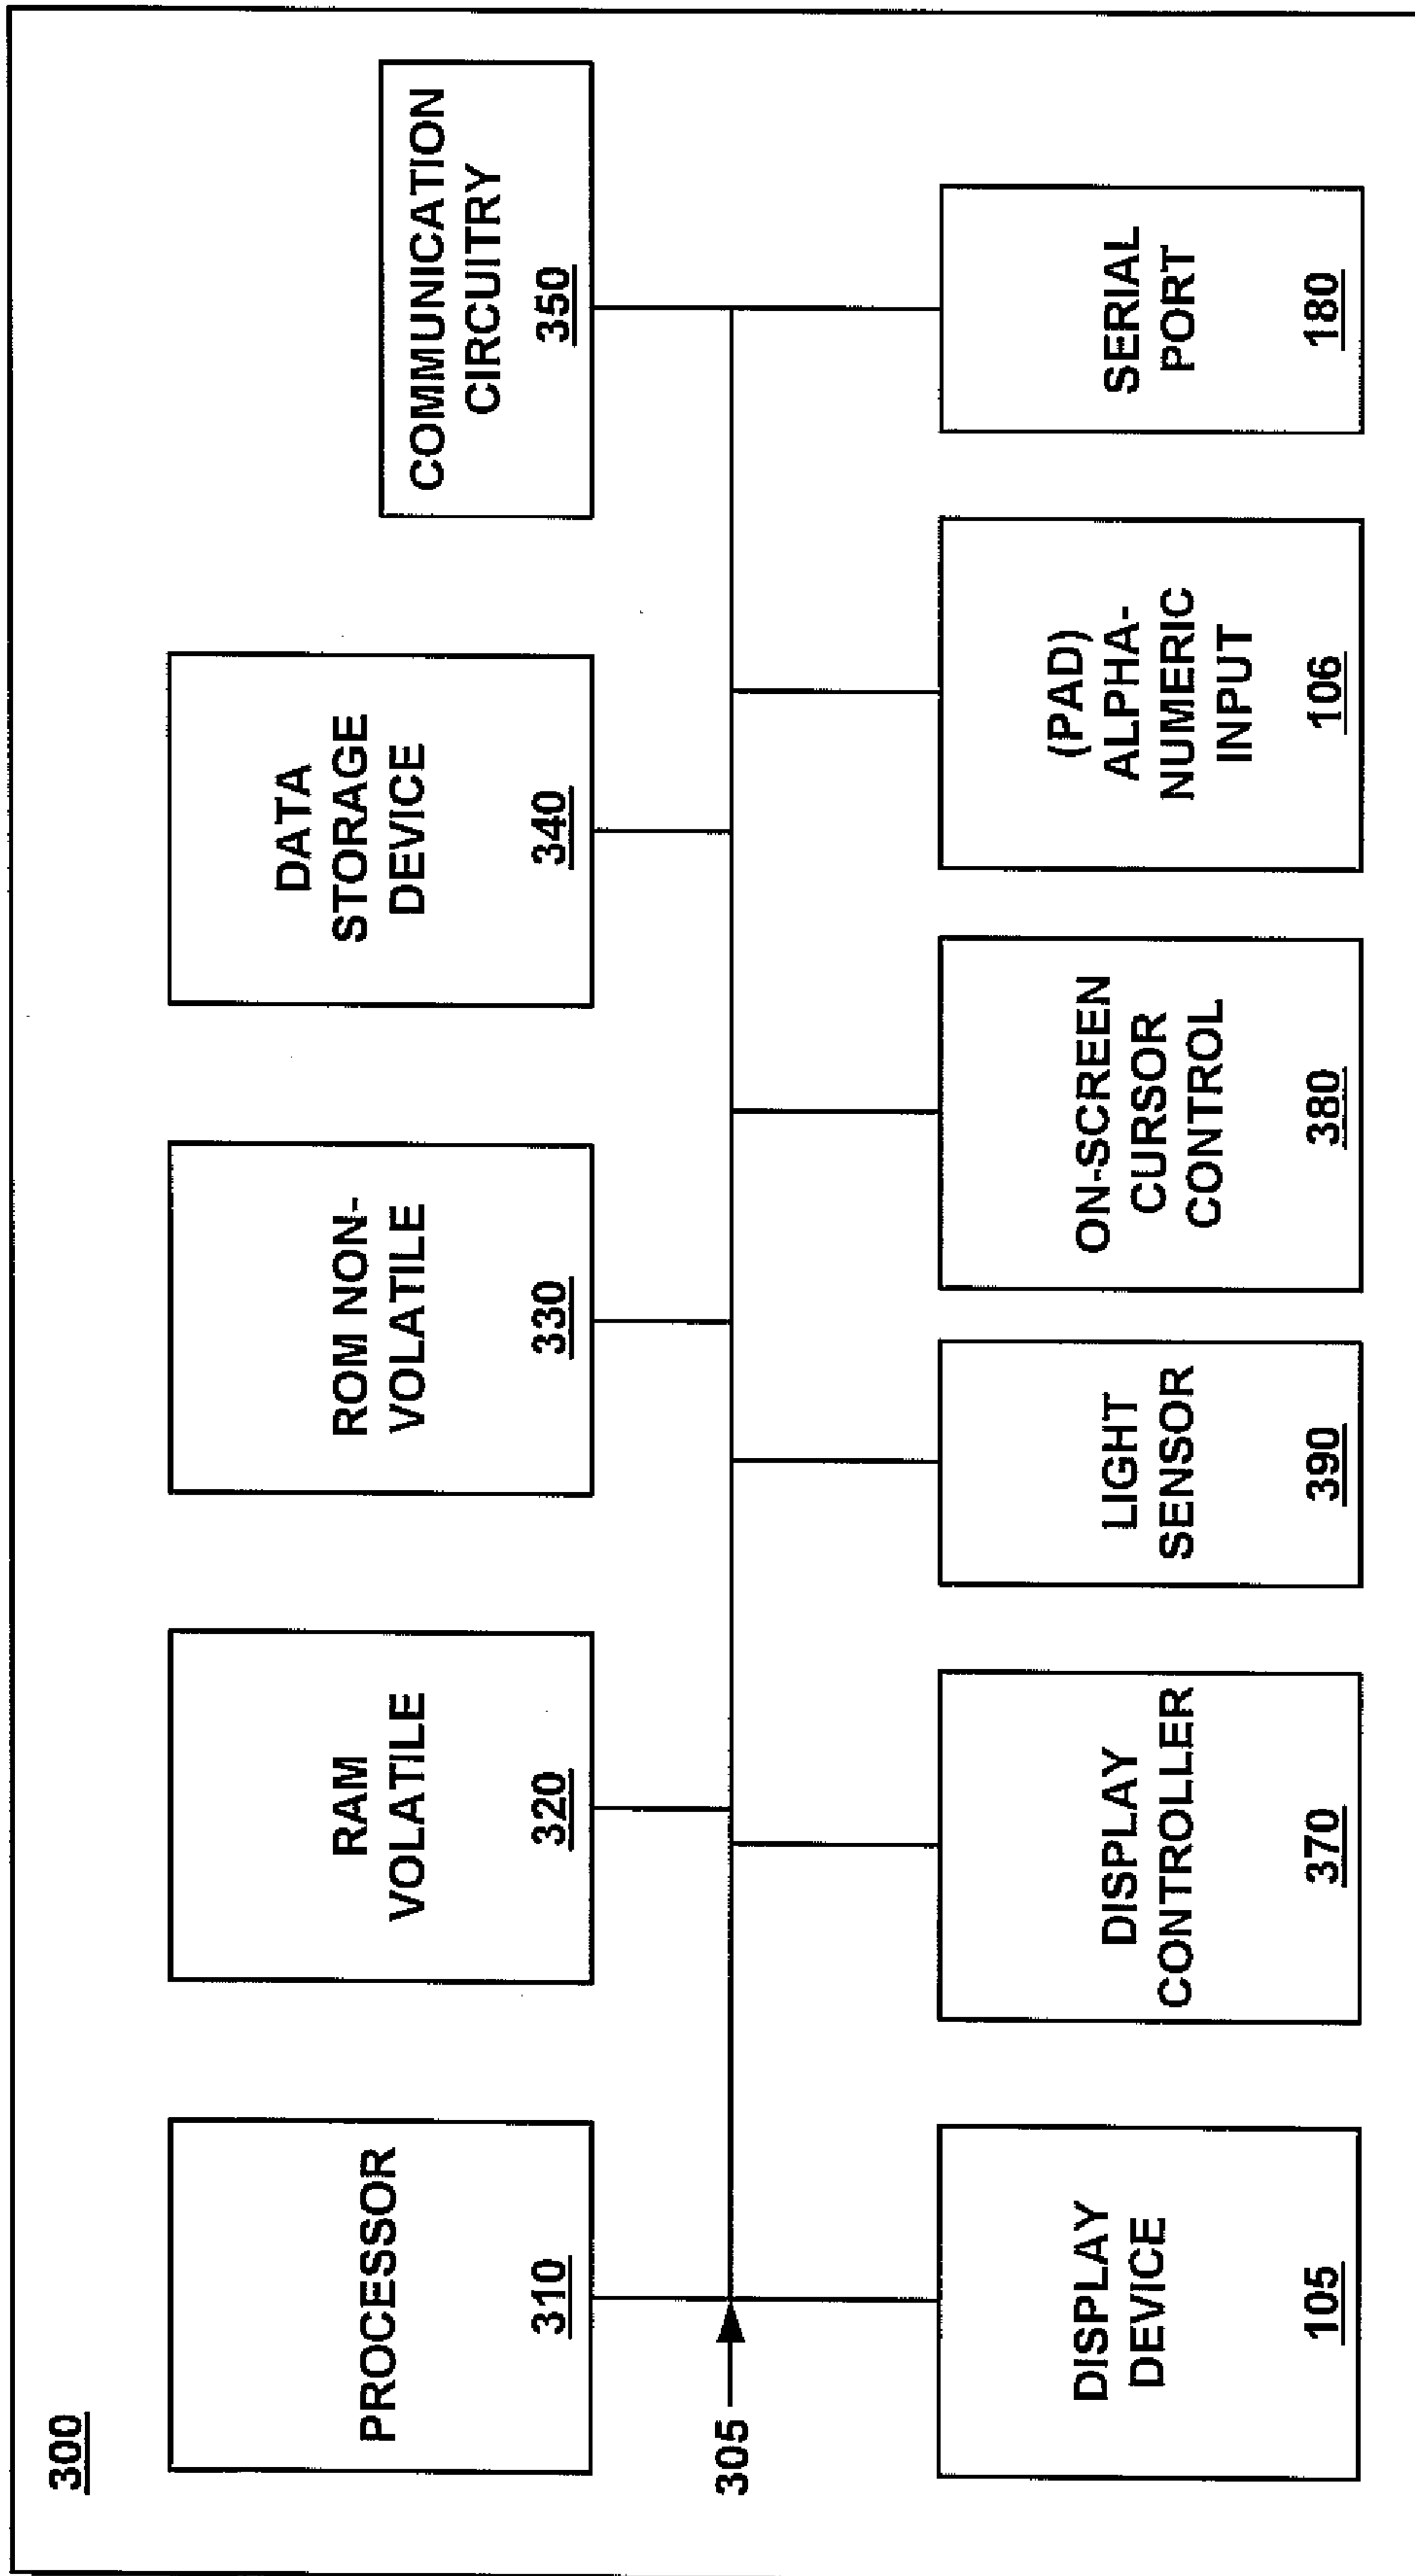 300
PROCESSOR
310
RAM
VOLATILE
320
ROM NON-
VOLATILE
330
DATA
STORAGE
DEVICE
340
COMMUNICATION
CIRCUITRY
350
305
DISPLAY
DEVICE
105
DISPLAY
CONTROLLER
370
LIGHT
SENSOR
390
ON-SCREEN
CURSOR
CONTROL
380
(PAD)
ALPHA-
NUMERIC
INPUT
106
SERIAL
PORT
180